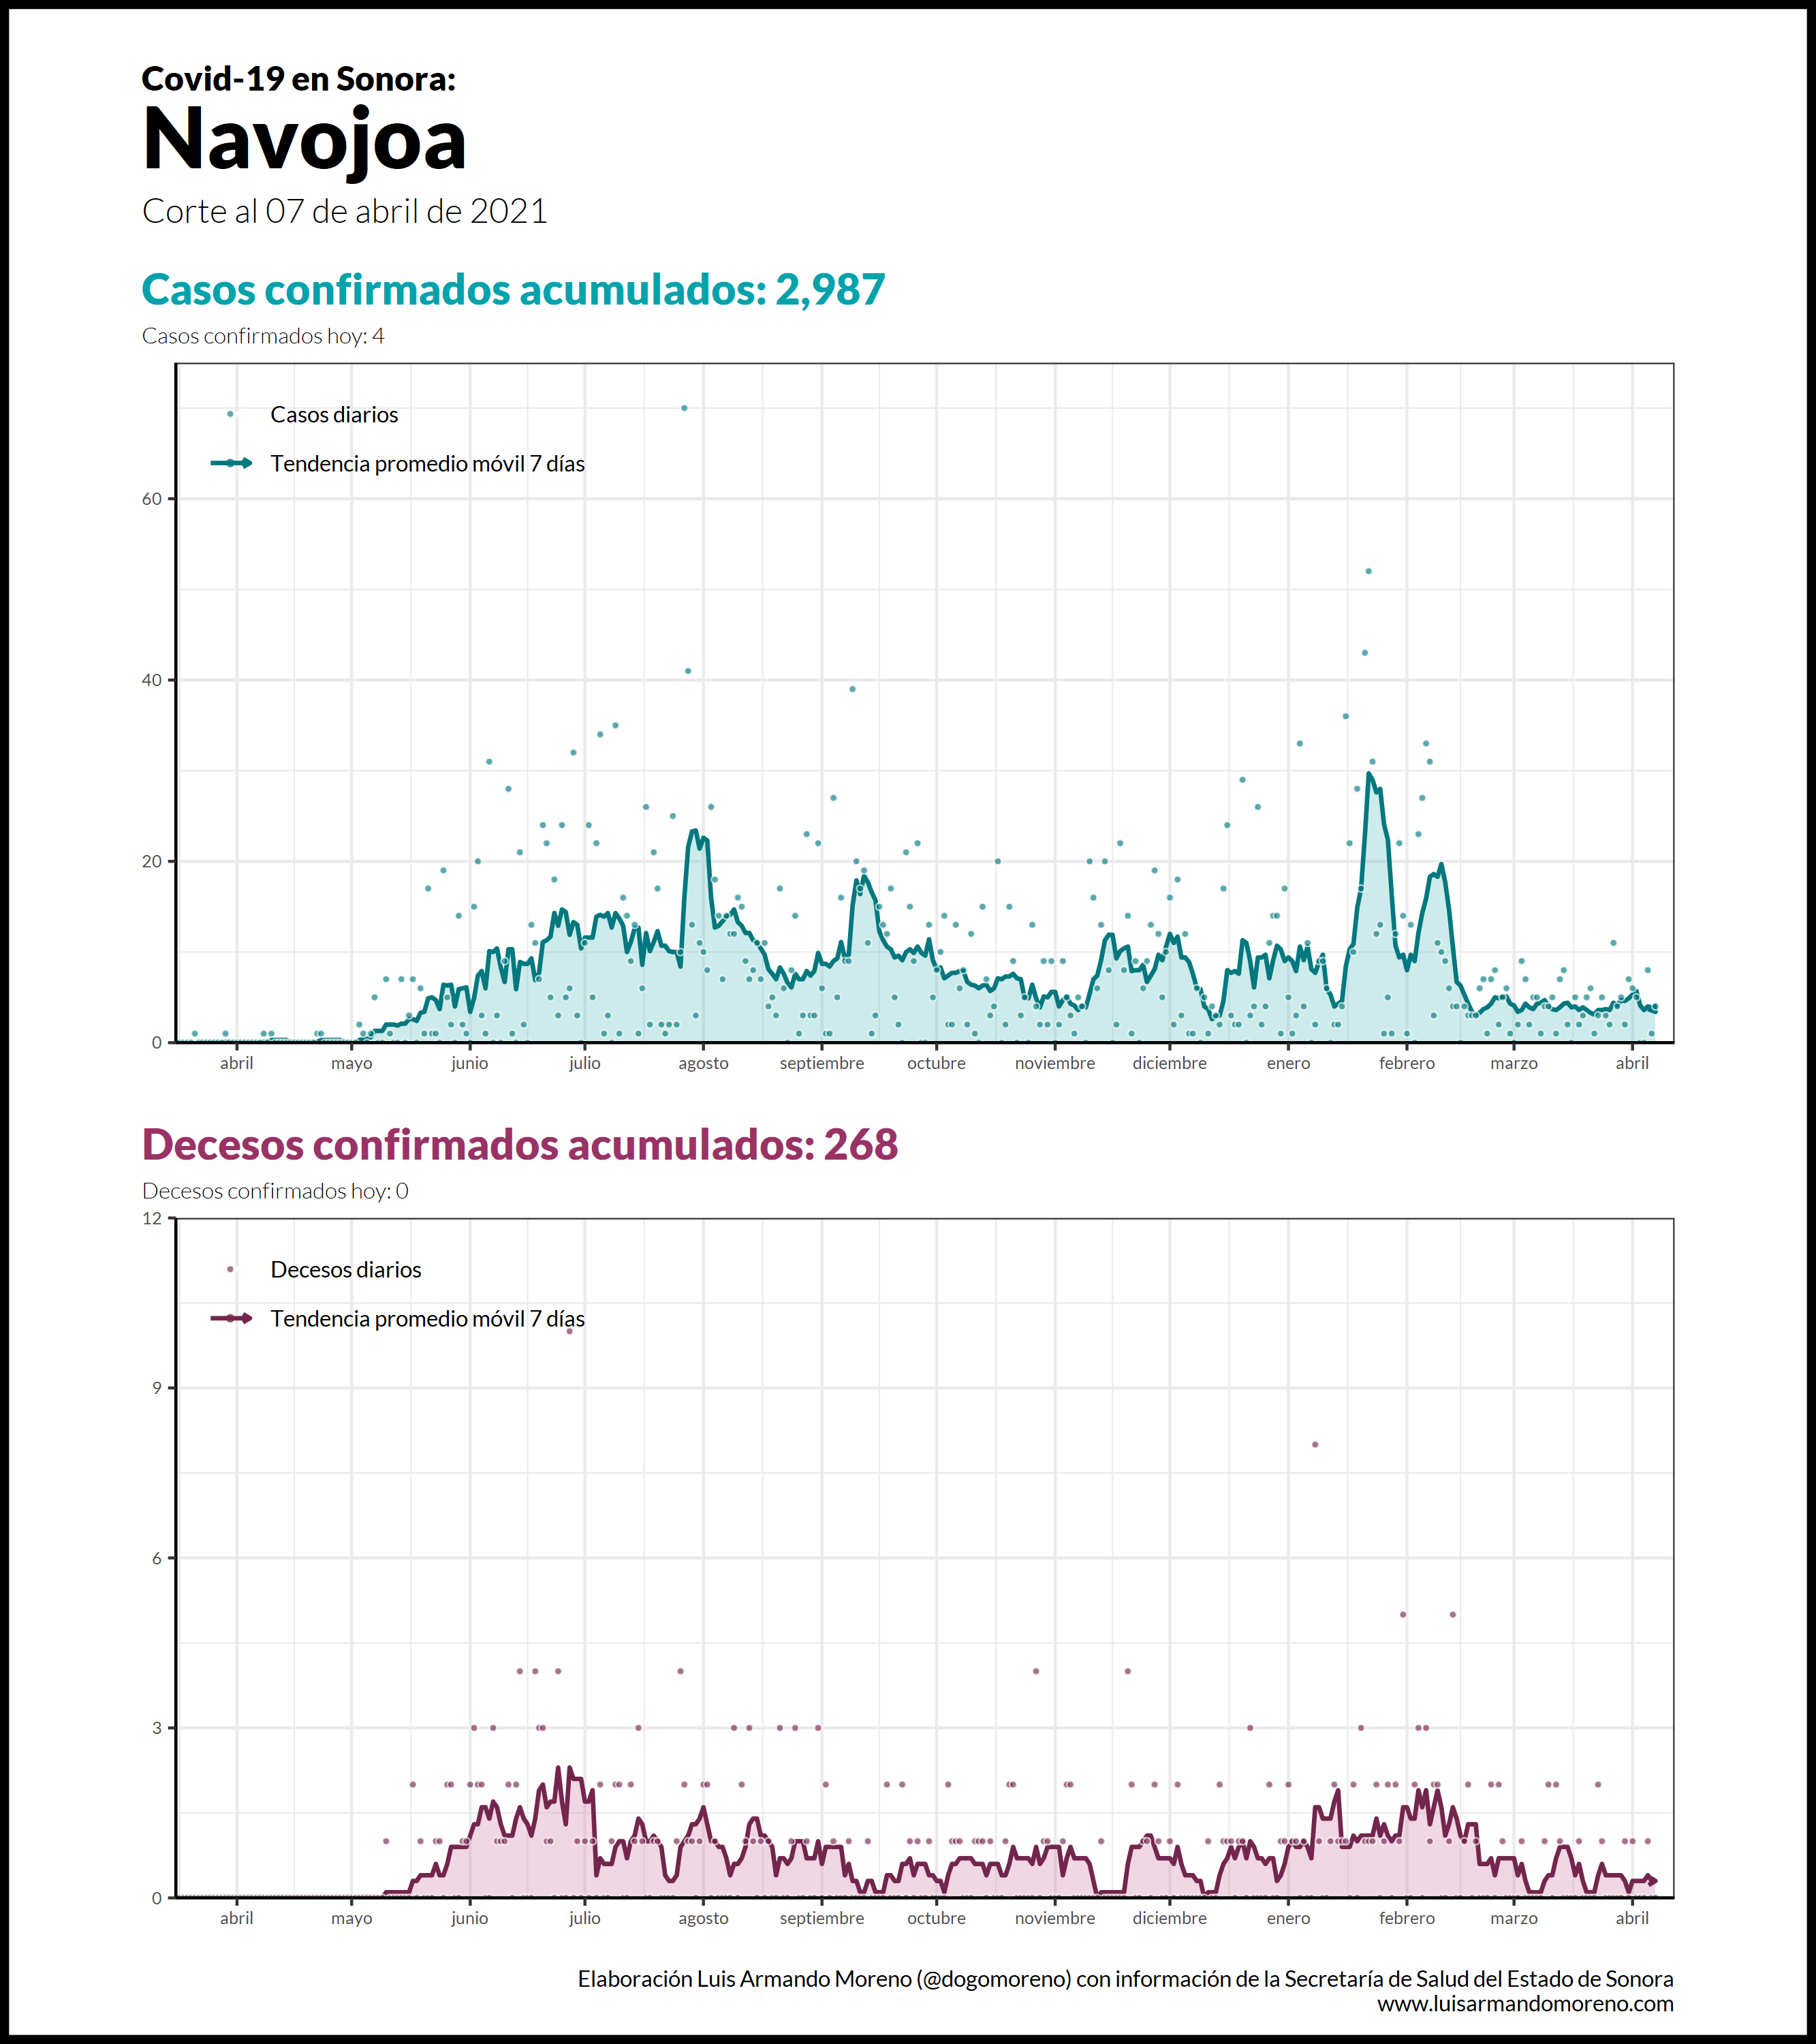 Covid-19 en Sonora:
Navojoa
Corte al 07 de abril de 2021
Casos confirmados acumulados: 2,987
Casos confirmados hoy: 4
Casos diarios
Tendencia promedio móvil 7 días
60
40
20
0
abril mayo junio julio agosto septiembre octubre noviembre diciembre enero febrero marzo abril
Decesos confirmados acumulados: 268
Decesos confirmados hoy: 0
12
Decesos diarios
Tendencia promedio móvil 7 días
9
6
3
0
abril mayo junio julio agosto septiembre octubre noviembre diciembre enero febrero marzo abril
Elaboración Luis Armando Moreno (@dogomoreno) con información de la Secretaría de Salud del Estado de Sonora
www.luisarmandomoreno.com